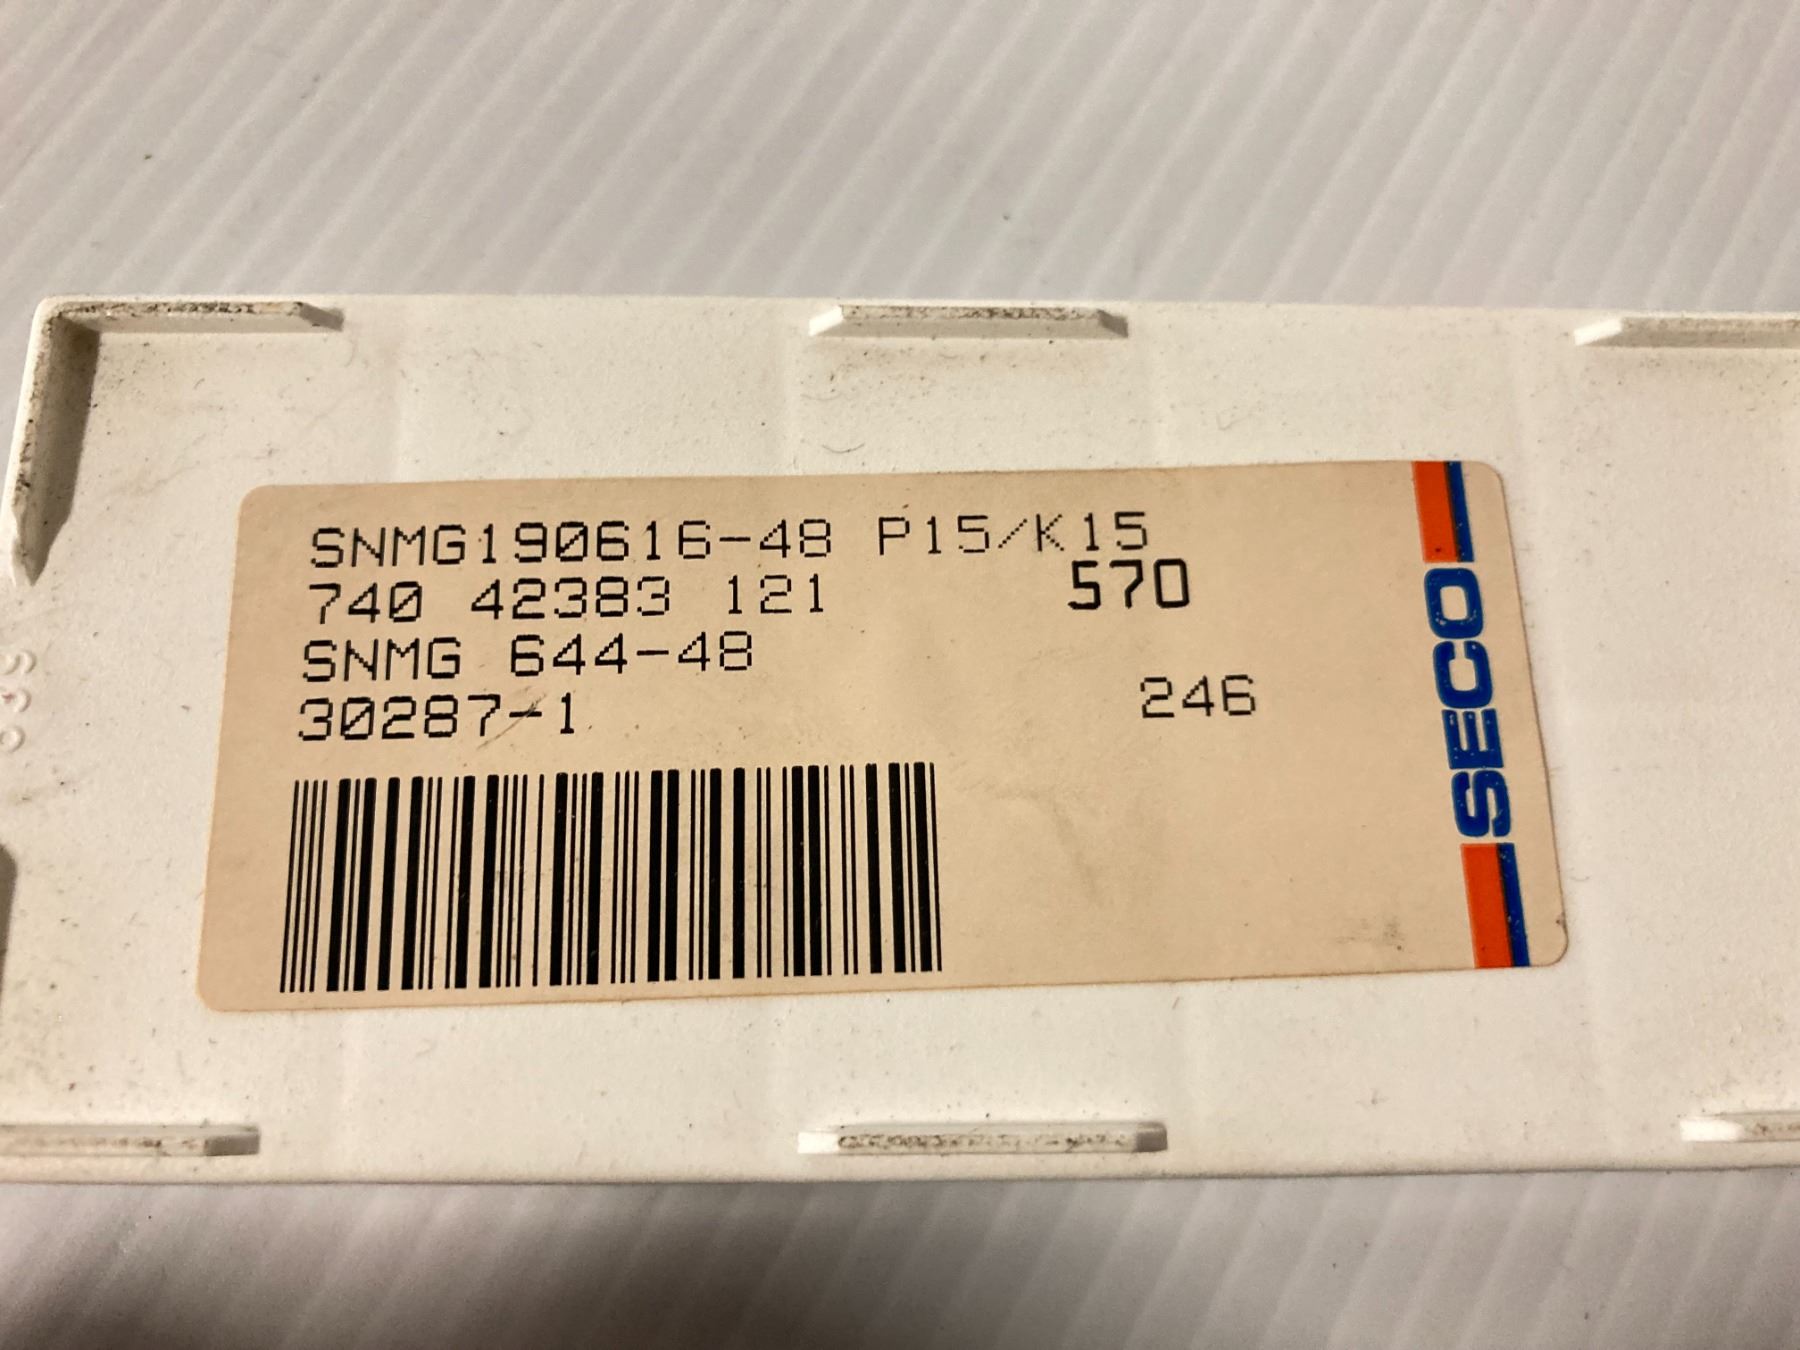 SNMG190616-48 P15/K15
740 42383 121 570
SNMG 644-48
30287-1 246
SECO